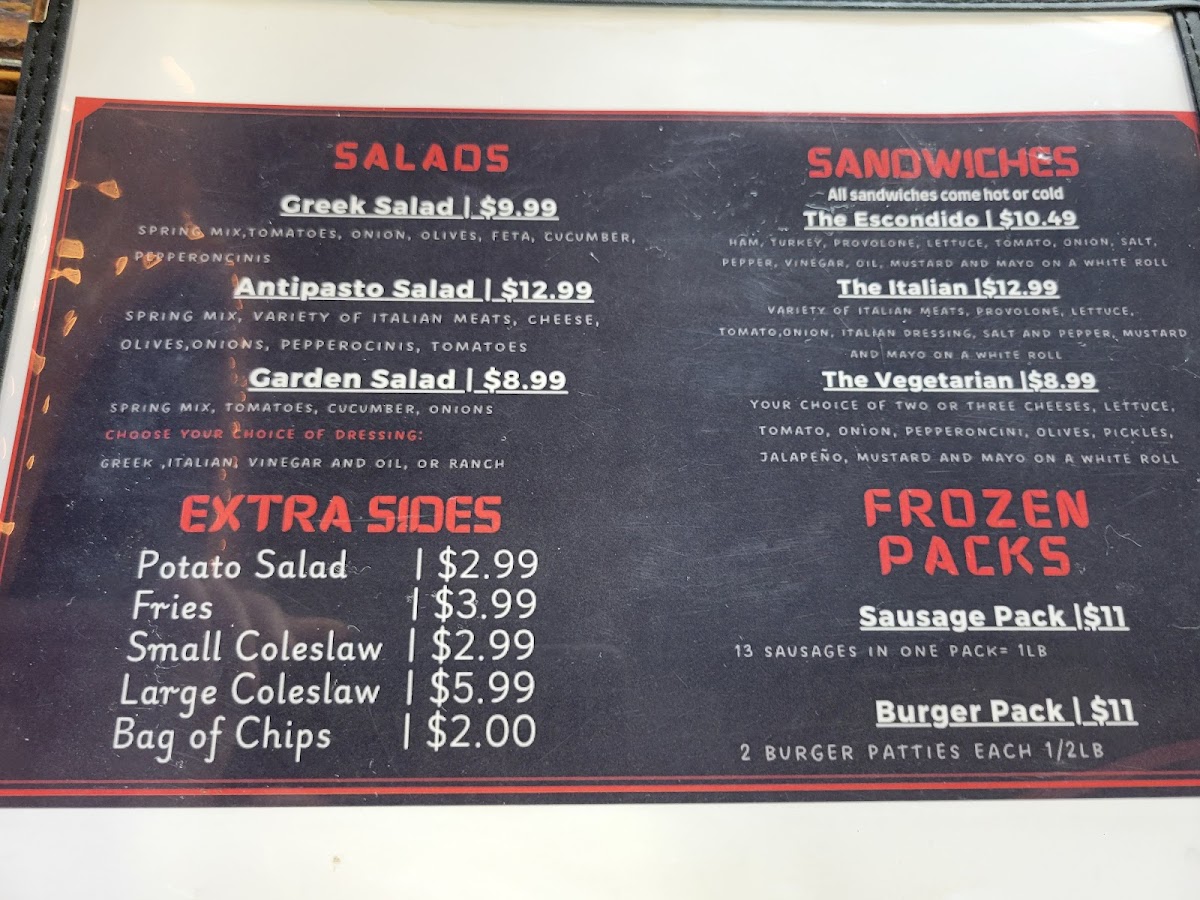 SALADS
Greek Salad | $9.99
SPRING MIX,TOMATOES, ONION, OLIVES, FETA, CUCUMBER,
PEPPERONCINIS
Antipasto Salad | $12.99
SPRING MIX, VARIETY OF ITALIAN MEATS, CHEESE,
OLIVES,ONIONS, PEPPEROCINIS, TOMATOES
Garden Salad | $8.99
SPRING MIX, TOMATOES, CUCUMBER, ONIONS
CHOOSE YOUR CHOICE OF DRESSING:
GREEK ,ITALIAN, VINEGAR AND OIL, OR RANCH
EXTRA SIDES
Potato Salad | $2.99
Fries | $3.99
Small Coleslaw | $2.99
Large Coleslaw | $5.99
Bag of Chips | $2.00
SANDWICHES
All sandwiches come hot or cold
The Escondido | $10.49
HAM, TURKEY, PROVOLONE, LETTUCE, TOMATO, ONION, SALT,
PEPPER, VINEGAR, OIL, MUSTARD AND MAYO ON A WHITE ROLL
The Italian |$12.99
VARIETY OF ITALIAN MEATS, PROVOLONE, LETTUCE,
TOMATO,ONION, ITALIAN DRESSING, SALT AND PEPPER, MUSTARD
AND MAYO ON A WHITE ROLL
The Vegetarian |$8.99
YOUR CHOICE OF TWO OR THREE CHEESES, LETTUCE,
TOMATO, ONION, PEPPERONCINI, OLIVES, PICKLES,
JALAPEÑO, MUSTARD AND MAYO ON A WHITE ROLL
FROZEN
PACKS
Sausage Pack |$11
13 SAUSAGES IN ONE PACK= 1LB
Burger Pack | $11
2 BURGER PATTIES EACH 1/2LB